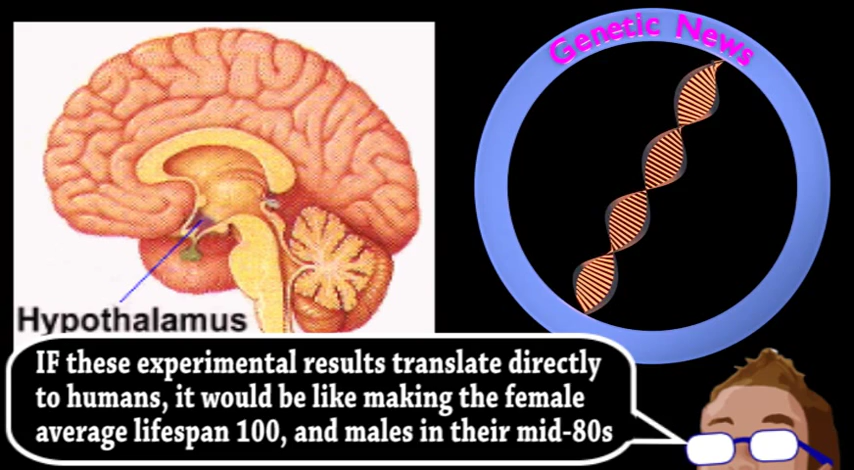 Genetic News
Hypothalamus
IF these experimental results translate directly
to humans, it would be like making the female
average lifespan 100, and males in their mid-80s